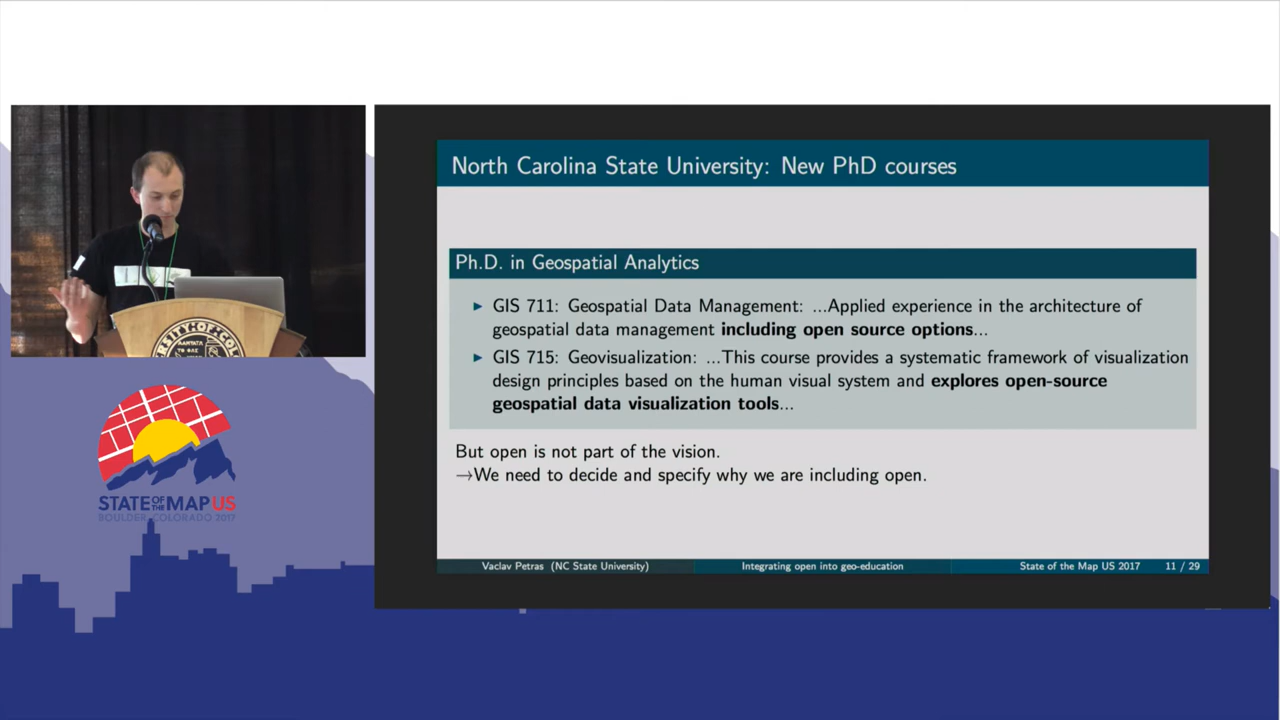 North Carolina State University: New PhD courses
Ph.D. in Geospatial Analytics
GIS 711: Geospatial Data Management: ...Applied experience in the architecture of
geospatial data management including open source options...
GIS 715: Geovisualization: ...This course provides a systematic framework of visualization
design principles based on the human visual system and explores open-source
geospatial data visualization tools...
But open is not part of the vision.
→We need to decide and specify why we are including open.
Vaclav Petras (NC State University) Integrating open into geo-education State of the Map US 2017 11 / 29
STATE OF THE MAP US
BOULDER, COLORADO 2017